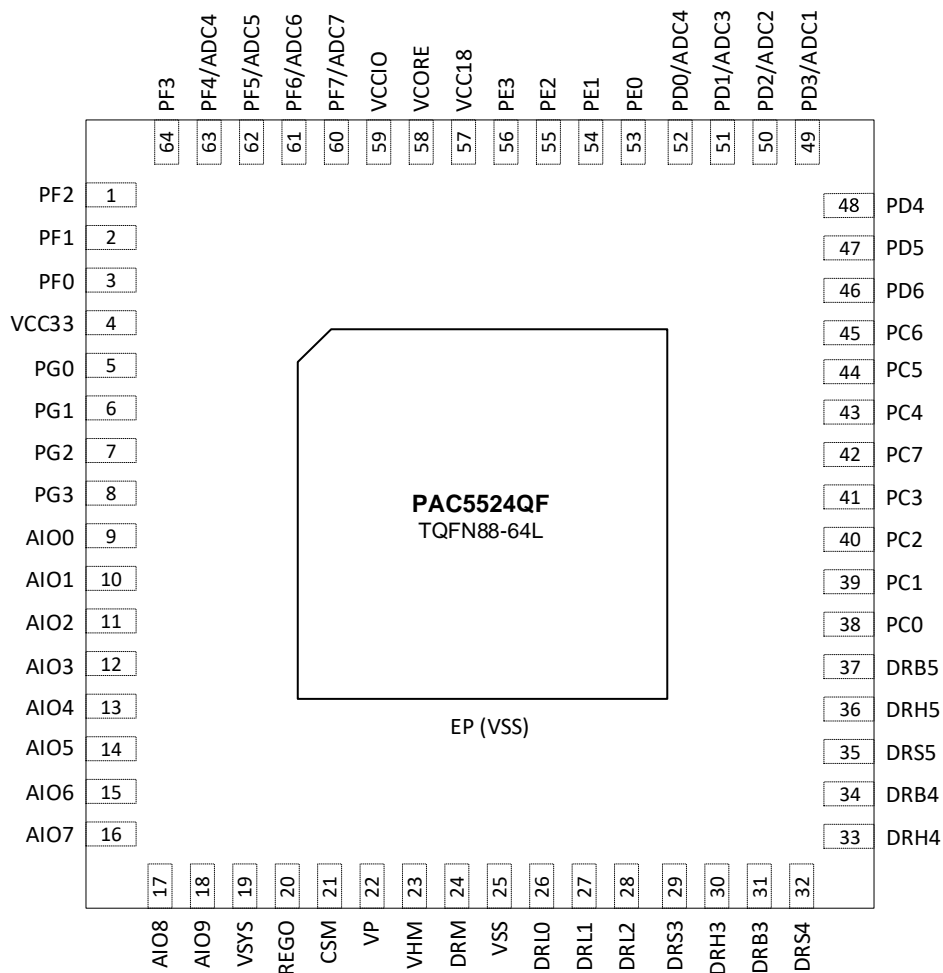 PF3
PF4/ADC4
PF5/ADC5
PF6/ADC6
PF7/ADC7
VCCIO
VCORE
VCC18
PE3
PE2
PE1
PE0
PD0/ADC4
PD1/ADC3
PD2/ADC2
PD3/ADC1
64
63
62
61
60
59
58
57
56
55
54
53
52
51
50
49
PF2 1
PF1 2
PF0 3
VCC33 4
PG0 5
PG1 6
PG2 7
PG3 8
AIO0 9
AIO1 10
AIO2 11
AIO3 12
AIO4 13
AIO5 14
AIO6 15
AIO7 16
PAC5524QF
TQFN88-64L
EP (VSS)
48 PD4
47 PD5
46 PD6
45 PC6
44 PC5
43 PC4
42 PC7
41 PC3
40 PC2
39 PC1
38 PC0
37 DRB5
36 DRH5
35 DRS5
34 DRB4
33 DRH4
17
18
19
20
21
22
23
24
25
26
27
28
29
30
31
32
AIO8
AIO9
VSYS
REGO
CSM
VP
VHM
DRM
VSS
DRL0
DRL1
DRL2
DRS3
DRH3
DRB3
DRS4